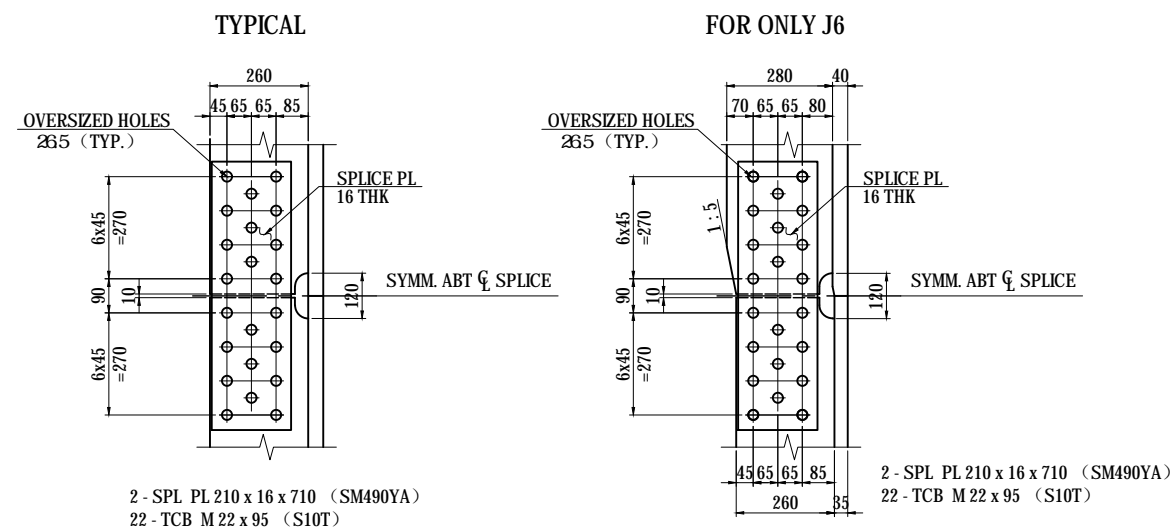 TYPICAL
260
45 65 65 85
OVERSIZED HOLES
26.5 (TYP.)
SPLICE PL
16 THK
6x45
=270
90
10
6x45
=270
120
SYMM. ABT ℄ SPLICE
2 - SPL PL 210 x 16 x 710 (SM490YA)
22 - TCB M 22 x 95 (S10T)
FOR ONLY J6
280 40
70 65 65 80
OVERSIZED HOLES
26.5 (TYP.)
SPLICE PL
16 THK
1 : 5
6x45
=270
90
10
6x45
=270
120
SYMM. ABT ℄ SPLICE
45 65 65 85
260 35
2 - SPL PL 210 x 16 x 710 (SM490YA)
22 - TCB M 22 x 95 (S10T)